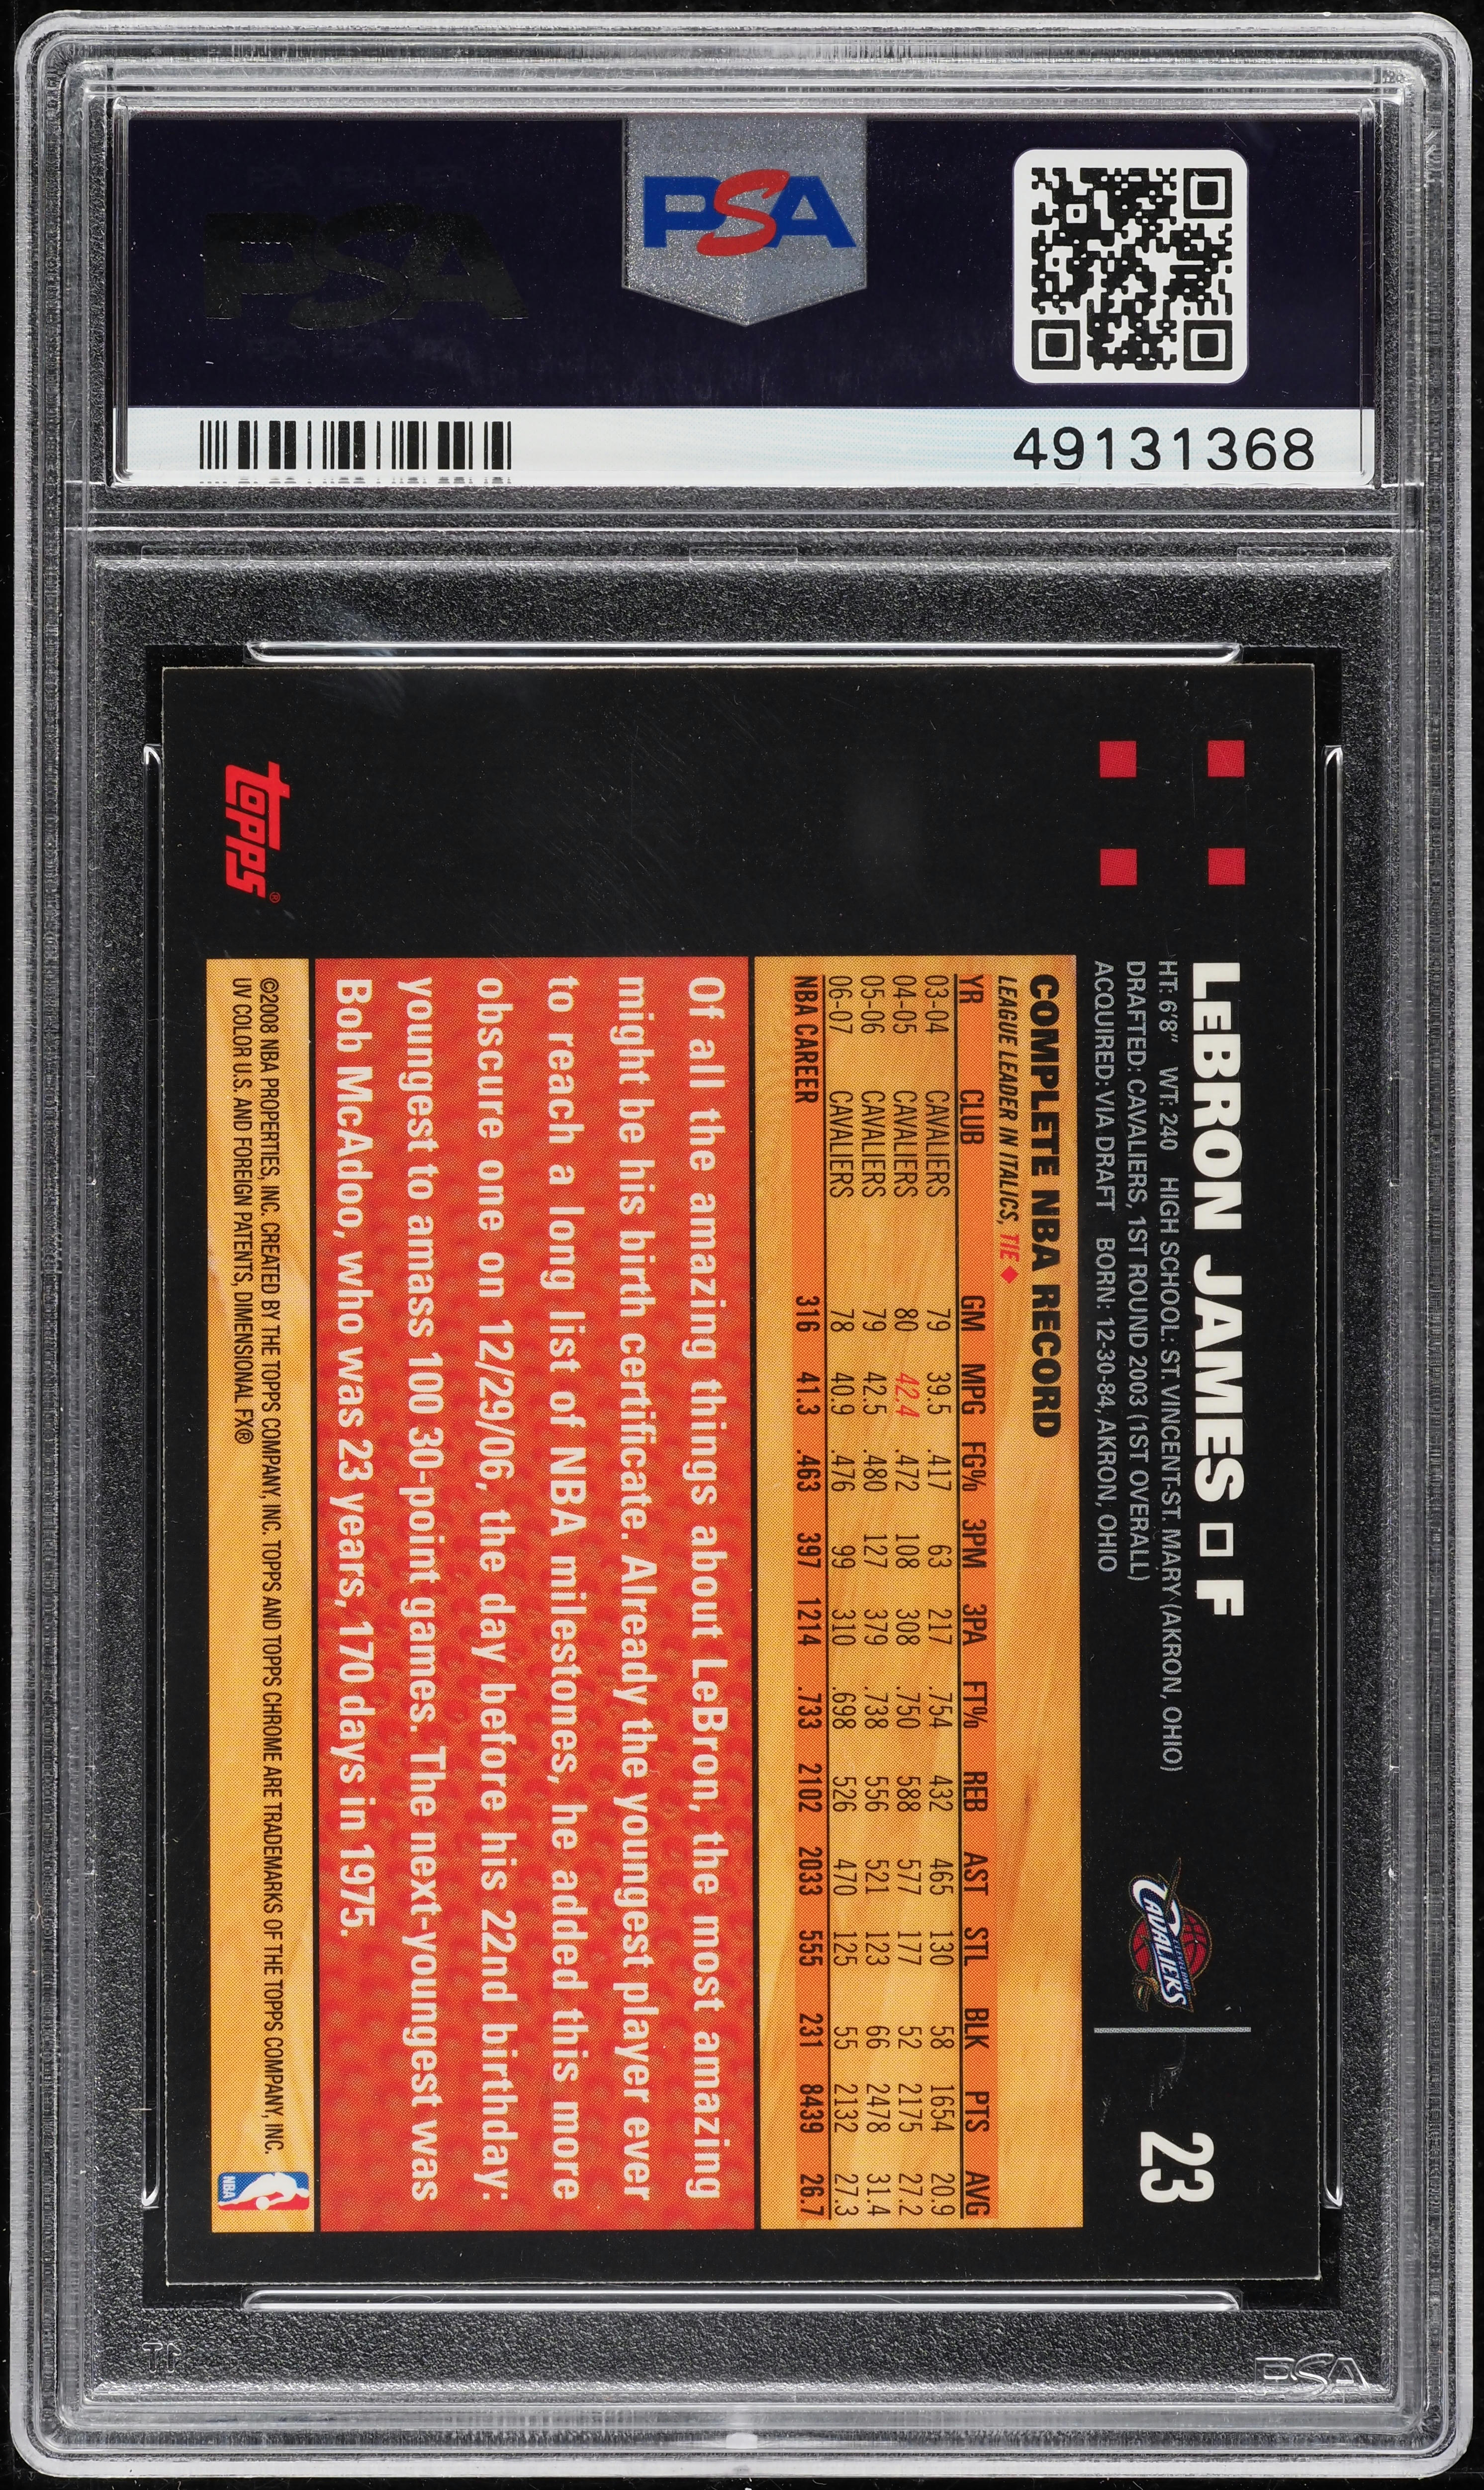 PSA
PSA
49131368
LeBRON JAMES □ F
23
HT: 6'8" WT: 240 HIGH SCHOOL: ST. VINCENT-ST. MARY (AKRON, OHIO)
DRAFTED: CAVALIERS, 1ST ROUND 2003 (1ST OVERALL)
ACQUIRED: VIA DRAFT BORN: 12-30-84, AKRON, OHIO
CAVALIERS
COMPLETE NBA RECORD
LEAGUE LEADER IN ITALICS, TIE ♦
YR CLUB GM MPG FG% 3PM 3PA FT% REB AST STL BLK PTS AVG
03-04 CAVALIERS 79 39.5 .417 63 217 .754 432 465 130 58 1654 20.9
04-05 CAVALIERS 80 42.4 .472 108 308 .750 588 577 177 52 2175 27.2
05-06 CAVALIERS 79 42.5 .480 127 379 .738 556 521 123 66 2478 31.4
06-07 CAVALIERS 78 40.9 .476 99 310 .698 526 470 125 55 2132 27.3
NBA CAREER 316 41.3 .463 397 1214 .733 2102 2033 555 231 8439 26.7
Of all the amazing things about LeBron, the most amazing
might be his birth certificate. Already the youngest player ever
to reach a long list of NBA milestones, he added this more
obscure one on 12/29/06, the day before his 22nd birthday:
youngest to amass 100 30-point games. The next-youngest was
Bob McAdoo, who was 23 years, 170 days in 1975.
©2008 NBA PROPERTIES, INC. CREATED BY THE TOPPS COMPANY, INC. TOPPS AND TOPPS CHROME ARE TRADEMARKS OF THE TOPPS COMPANY, INC.
UV COLOR U.S. AND FOREIGN PATENTS, DIMENSIONAL FX®
topps®
NBA
PSA